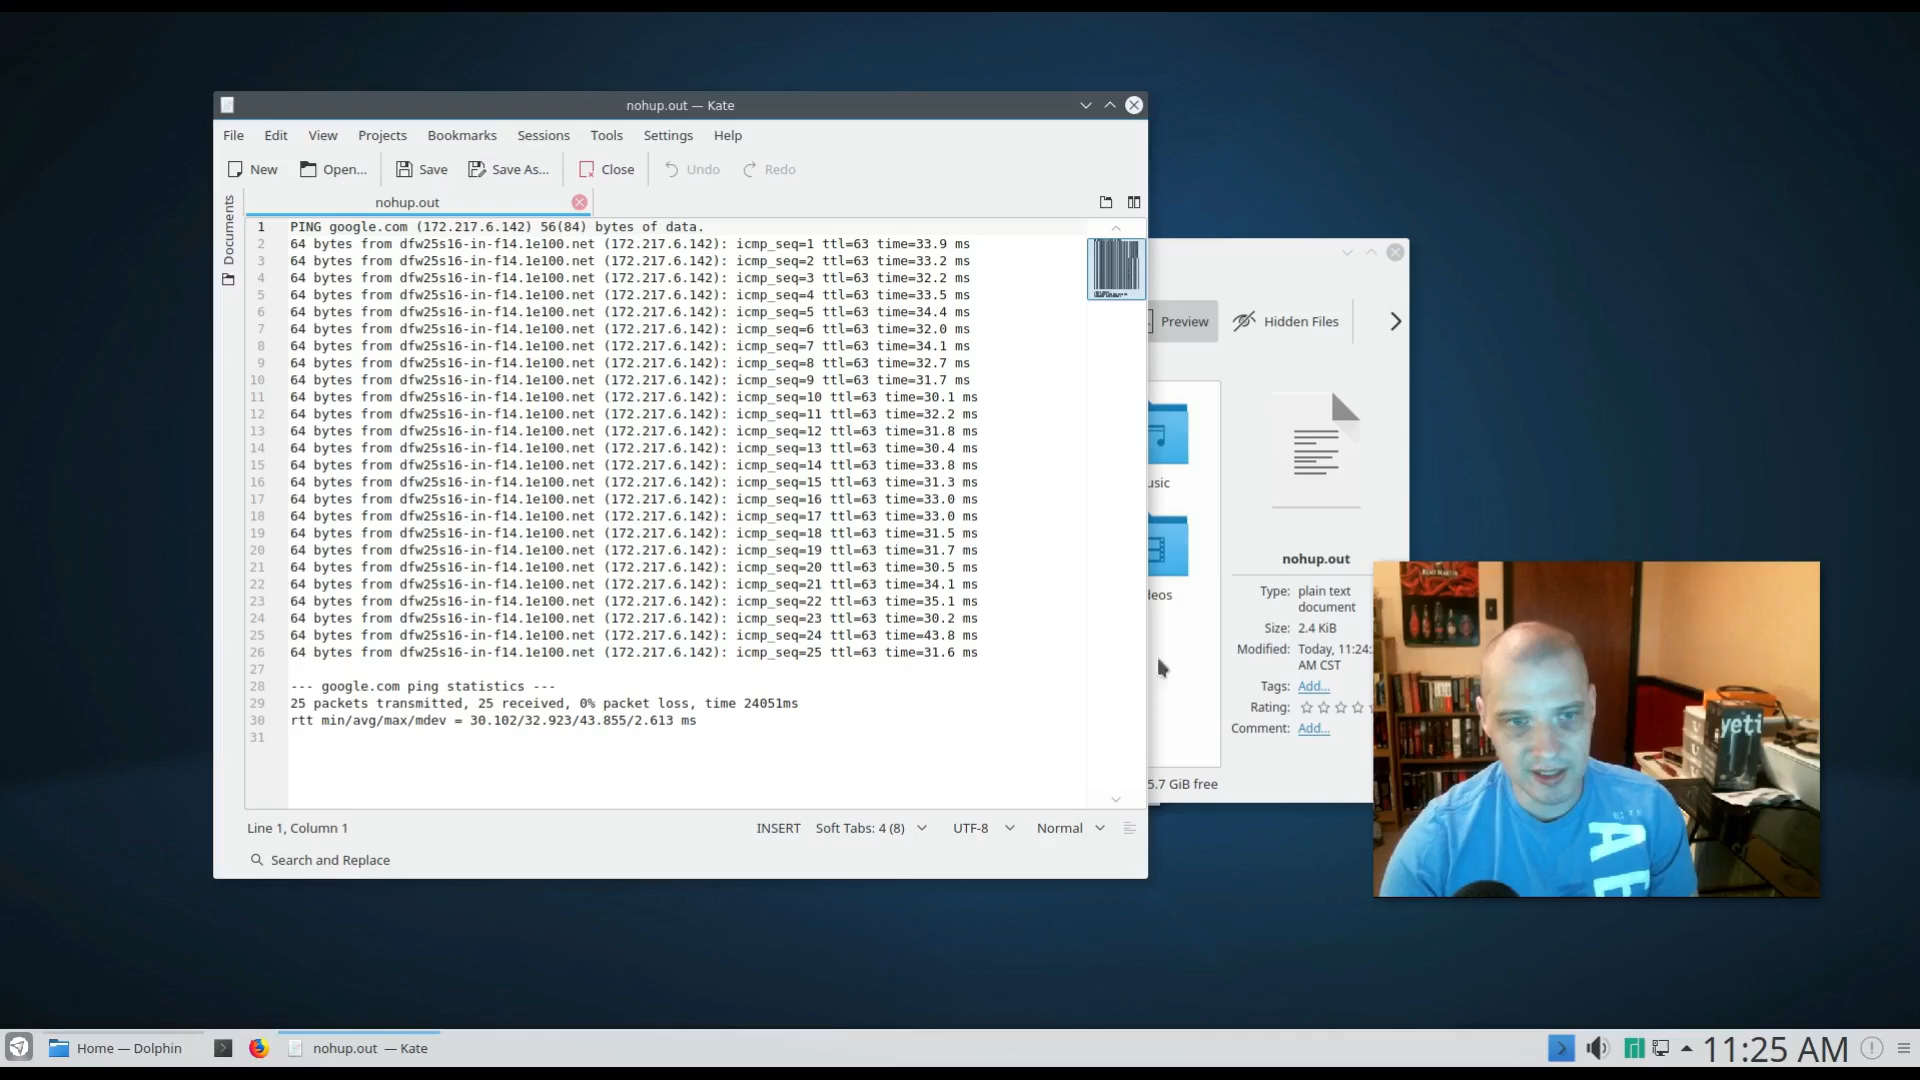 nohup.out — Kate
File Edit View Projects Bookmarks Sessions Tools Settings Help
New Open... Save Save As... Close Undo Redo
Documents
nohup.out
1 PING google.com (172.217.6.142) 56(84) bytes of data.
2 64 bytes from dfw25s16-in-f14.1e100.net (172.217.6.142): icmp_seq=1 ttl=63 time=33.9 ms
3 64 bytes from dfw25s16-in-f14.1e100.net (172.217.6.142): icmp_seq=2 ttl=63 time=33.2 ms
4 64 bytes from dfw25s16-in-f14.1e100.net (172.217.6.142): icmp_seq=3 ttl=63 time=32.2 ms
5 64 bytes from dfw25s16-in-f14.1e100.net (172.217.6.142): icmp_seq=4 ttl=63 time=33.5 ms
6 64 bytes from dfw25s16-in-f14.1e100.net (172.217.6.142): icmp_seq=5 ttl=63 time=34.4 ms
7 64 bytes from dfw25s16-in-f14.1e100.net (172.217.6.142): icmp_seq=6 ttl=63 time=32.0 ms
8 64 bytes from dfw25s16-in-f14.1e100.net (172.217.6.142): icmp_seq=7 ttl=63 time=34.1 ms
9 64 bytes from dfw25s16-in-f14.1e100.net (172.217.6.142): icmp_seq=8 ttl=63 time=32.7 ms
10 64 bytes from dfw25s16-in-f14.1e100.net (172.217.6.142): icmp_seq=9 ttl=63 time=31.7 ms
11 64 bytes from dfw25s16-in-f14.1e100.net (172.217.6.142): icmp_seq=10 ttl=63 time=30.1 ms
12 64 bytes from dfw25s16-in-f14.1e100.net (172.217.6.142): icmp_seq=11 ttl=63 time=32.2 ms
13 64 bytes from dfw25s16-in-f14.1e100.net (172.217.6.142): icmp_seq=12 ttl=63 time=31.8 ms
14 64 bytes from dfw25s16-in-f14.1e100.net (172.217.6.142): icmp_seq=13 ttl=63 time=30.4 ms
15 64 bytes from dfw25s16-in-f14.1e100.net (172.217.6.142): icmp_seq=14 ttl=63 time=33.8 ms
16 64 bytes from dfw25s16-in-f14.1e100.net (172.217.6.142): icmp_seq=15 ttl=63 time=31.3 ms
17 64 bytes from dfw25s16-in-f14.1e100.net (172.217.6.142): icmp_seq=16 ttl=63 time=33.0 ms
18 64 bytes from dfw25s16-in-f14.1e100.net (172.217.6.142): icmp_seq=17 ttl=63 time=33.0 ms
19 64 bytes from dfw25s16-in-f14.1e100.net (172.217.6.142): icmp_seq=18 ttl=63 time=31.5 ms
20 64 bytes from dfw25s16-in-f14.1e100.net (172.217.6.142): icmp_seq=19 ttl=63 time=31.7 ms
21 64 bytes from dfw25s16-in-f14.1e100.net (172.217.6.142): icmp_seq=20 ttl=63 time=30.5 ms
22 64 bytes from dfw25s16-in-f14.1e100.net (172.217.6.142): icmp_seq=21 ttl=63 time=34.1 ms
23 64 bytes from dfw25s16-in-f14.1e100.net (172.217.6.142): icmp_seq=22 ttl=63 time=35.1 ms
24 64 bytes from dfw25s16-in-f14.1e100.net (172.217.6.142): icmp_seq=23 ttl=63 time=30.2 ms
25 64 bytes from dfw25s16-in-f14.1e100.net (172.217.6.142): icmp_seq=24 ttl=63 time=43.8 ms
26 64 bytes from dfw25s16-in-f14.1e100.net (172.217.6.142): icmp_seq=25 ttl=63 time=31.6 ms
27
28 --- google.com ping statistics ---
29 25 packets transmitted, 25 received, 0% packet loss, time 24051ms
30 rtt min/avg/max/mdev = 30.102/32.923/43.855/2.613 ms
31
Line 1, Column 1 INSERT Soft Tabs: 4 (8) UTF-8 Normal
Search and Replace
Preview Hidden Files
usic
deos
nohup.out
Type: plain text
document
Size: 2.4 KiB
Modified: Today, 11:24:
AM CST
Tags: Add...
Rating:
Comment: Add...
5.7 GiB free
yeti
Home — Dolphin nohup.out — Kate 11:25 AM